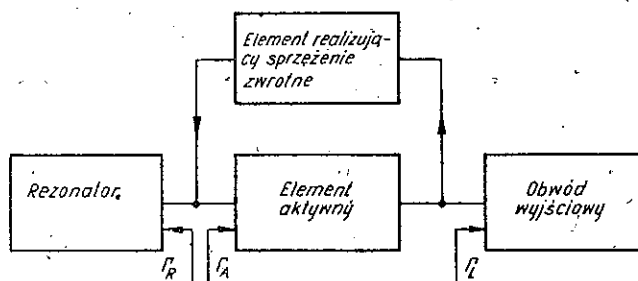 Element realizują-
cy sprzężenie
zwrotne
Rezonator
Element
aktywny
Obwód
wyjściowy
Γ_R
Γ_A
Γ_L